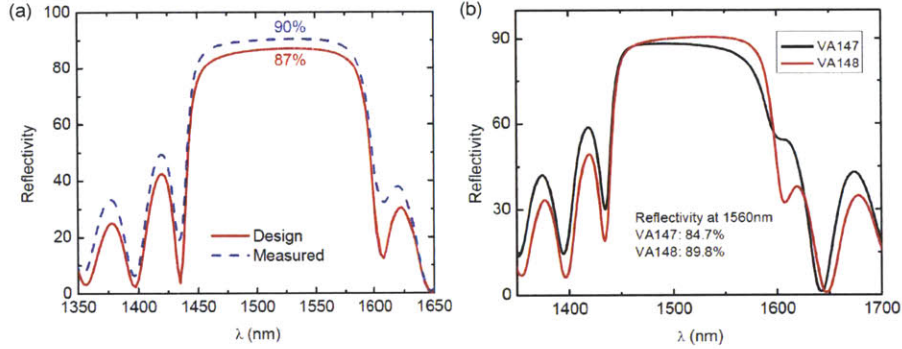 (a)
90%
87%
Reflectivity
100
80
60
40
20
0
Design
Measured
1350 1400 1450 1500 1550 1600 1650
λ (nm)
(b)
VA147
VA148
Reflectivity
90
60
30
0
Reflectivity at 1560nm
VA147: 84.7%
VA148: 89.8%
1400 1500 1600 1700
λ (nm)